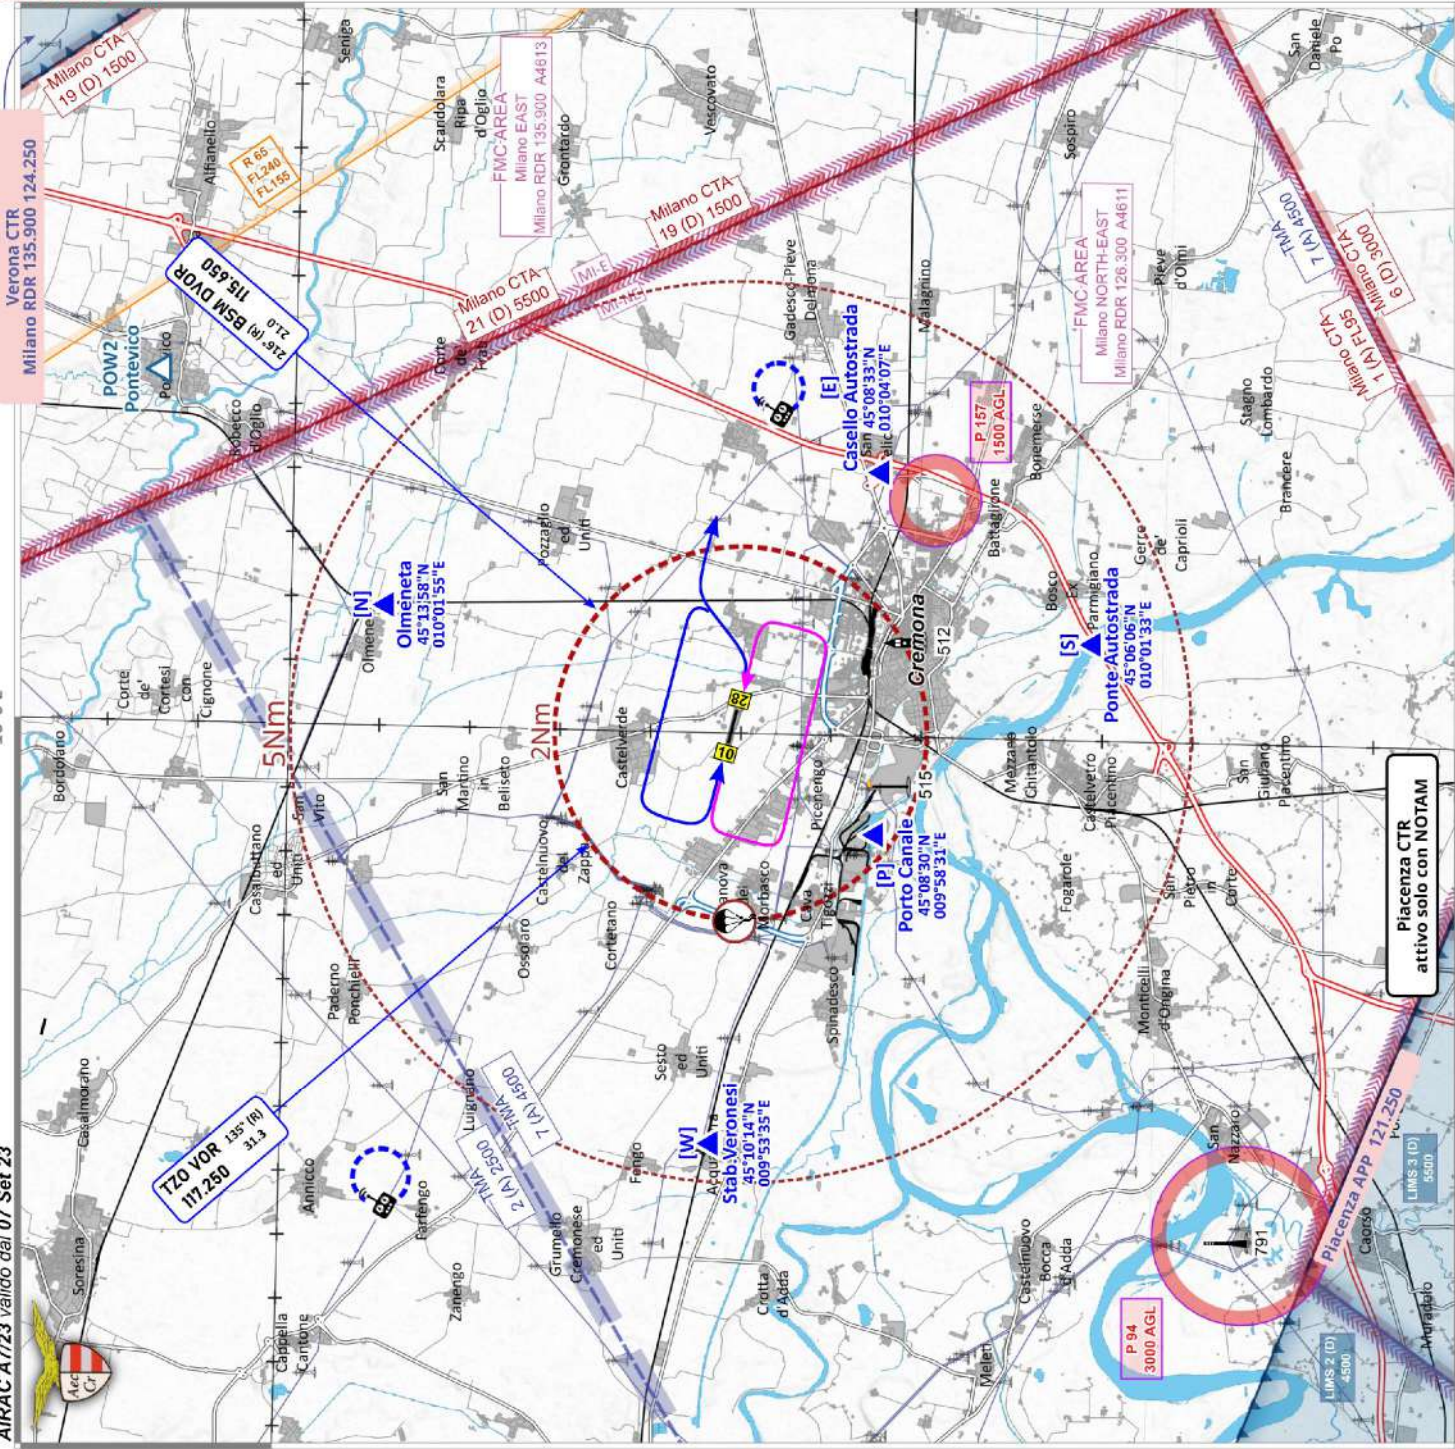 AIRAC A7/23 valido dal 07 Set 23
Verona CTR
Milano RDR 135.900 124.250
Milano CTA
19 (D) 1500
Seniga
Alfianello
R 65
FL240
FL155
Scandolara
Ripa
d'Oglio
FMC-AREA
Milano EAST
Milano RDR 135.900 A4613
Grontardo
Vescovato
San
Daniele
Po
POW2
Pontevico
216° (R) BSM DVOR
21.0
115.650
Milano CTA
21 (D) 5500
Milano CTA
19 (D) 1500
[MI-E]
[MI-NE]
Sospiro
Robecco
d'Oglio
Corte
de'
Frati
Gadesco-Pieve
Delmona
Malagnino
FMC-AREA
Milano NORTH-EAST
Milano RDR 126.300 A4611
Pieve
d'Olmi
TMA
7 (A) 4500
Milano CTA
6 (D) 3000
Milano CTA
1 (A) FL95
[E]
Casello Autostrada
45°08'33"N
010°04'07"E
San
P 157
1500 AGL
Bonemerse
Battaglione
Stagno
Lombardo
Brancere
Pozzaglio
ed
Uniti
[N]
Olmeneta
45°13'58"N
010°01'55"E
Bosco
Ex
Parmigiano
Gerre
de'
Caprioli
[S]
Ponte Autostrada
45°06'06"N
010°01'33"E
Corte
de'
Cortesi
con
Cignone
Bordolano
5Nm
2Nm
Castelverde
28
10
Cremona
512
515
San
Vito
San
Martino
in
Beliseto
Castelnuovo
del
Zappa
Picenengo
Mezzano
Chitantolo
Castelvetro
Piacentino
San
Giuliano
Piacentino
Casalbuttano
ed
Uniti
[P]
Porto Canale
45°08'30"N
009°58'31"E
Morbasco
Cava
Tigozzi
Fogarole
San
Pietro
in
Corte
Piacenza CTR
attivo solo con NOTAM
Paderno
Ponchielli
Ossolaro
Cortetano
Spinadesco
Monticelli
d'Ongina
Casalmorano
Sesto
ed
Uniti
Luignano
TZO VOR 135° (R)
117.250 31.3
TMA
7 (A) 4500
TMA
2 (A) 2500
[W]
Stab.Veronesi
45°10'14"N
009°53'35"E
Fengo
San
Nazzaro
Piacenza APP 121.250
LIMS 3 (D)
5500
Soresina
Annicco
Farfengo
Grumello
Cremonese
ed
Uniti
Zanengo
Crotta
d'Adda
Castelnuovo
Bocca
d'Adda
791
Caorso
Cappella
Cantone
Meleti
P 94
3000 AGL
LIMS 2 (D)
4500
Muradolo
Aec
Cr